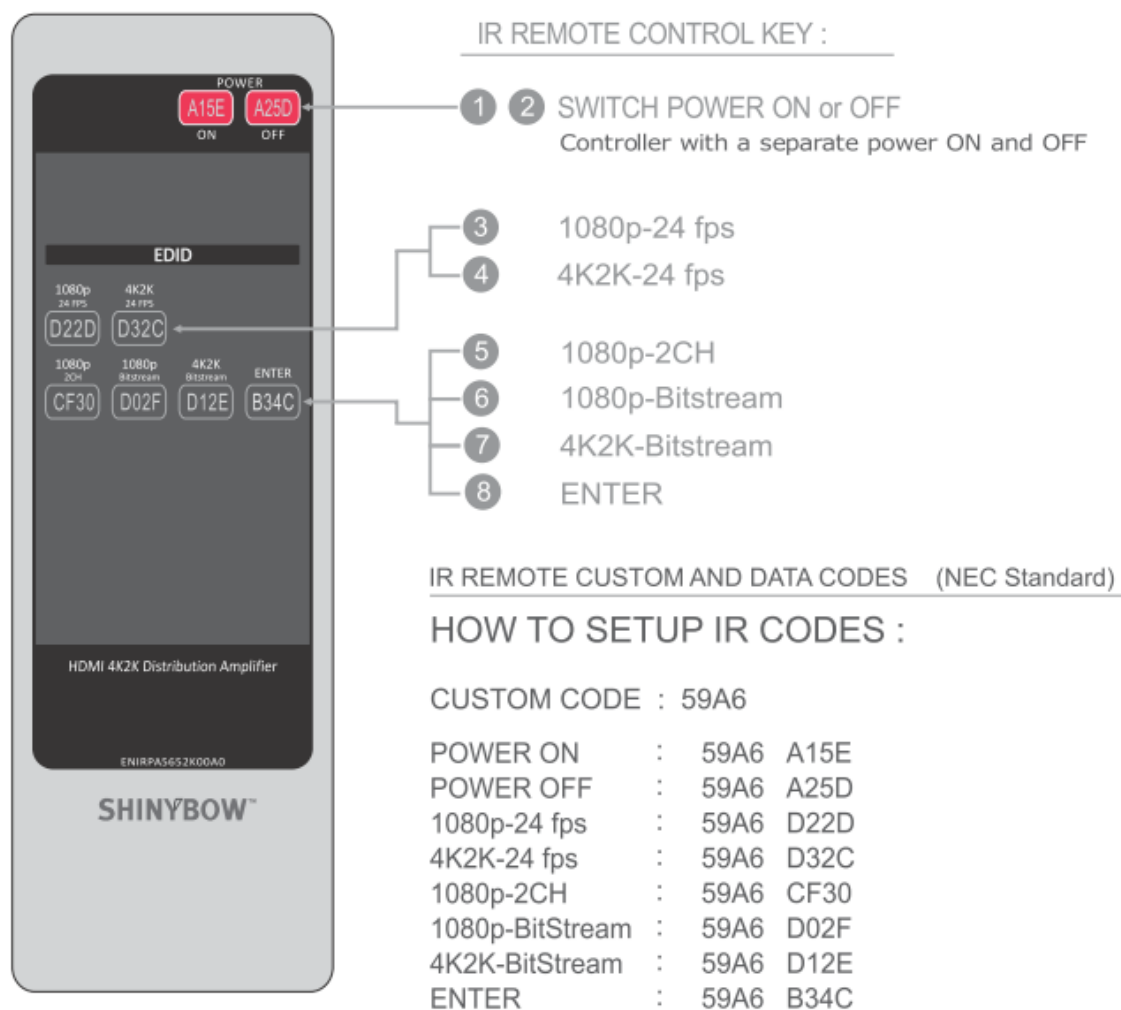 POWER
A15E A25D
ON OFF
EDID
1080p 4K2K
24 FPS 24 FPS
D22D D32C
1080p 1080p 4K2K ENTER
2CH Bitstream Bitstream
CF30 D02F D12E B34C
HDMI 4K2K Distribution Amplifier
ENIRPAS652K00A0
SHINYBOW™
IR REMOTE CONTROL KEY :
1 2 SWITCH POWER ON or OFF
Controller with a separate power ON and OFF
3 1080p-24 fps
4 4K2K-24 fps
5 1080p-2CH
6 1080p-Bitstream
7 4K2K-Bitstream
8 ENTER
IR REMOTE CUSTOM AND DATA CODES (NEC Standard)
HOW TO SETUP IR CODES :
CUSTOM CODE : 59A6
POWER ON : 59A6 A15E
POWER OFF : 59A6 A25D
1080p-24 fps : 59A6 D22D
4K2K-24 fps : 59A6 D32C
1080p-2CH : 59A6 CF30
1080p-BitStream : 59A6 D02F
4K2K-BitStream : 59A6 D12E
ENTER : 59A6 B34C